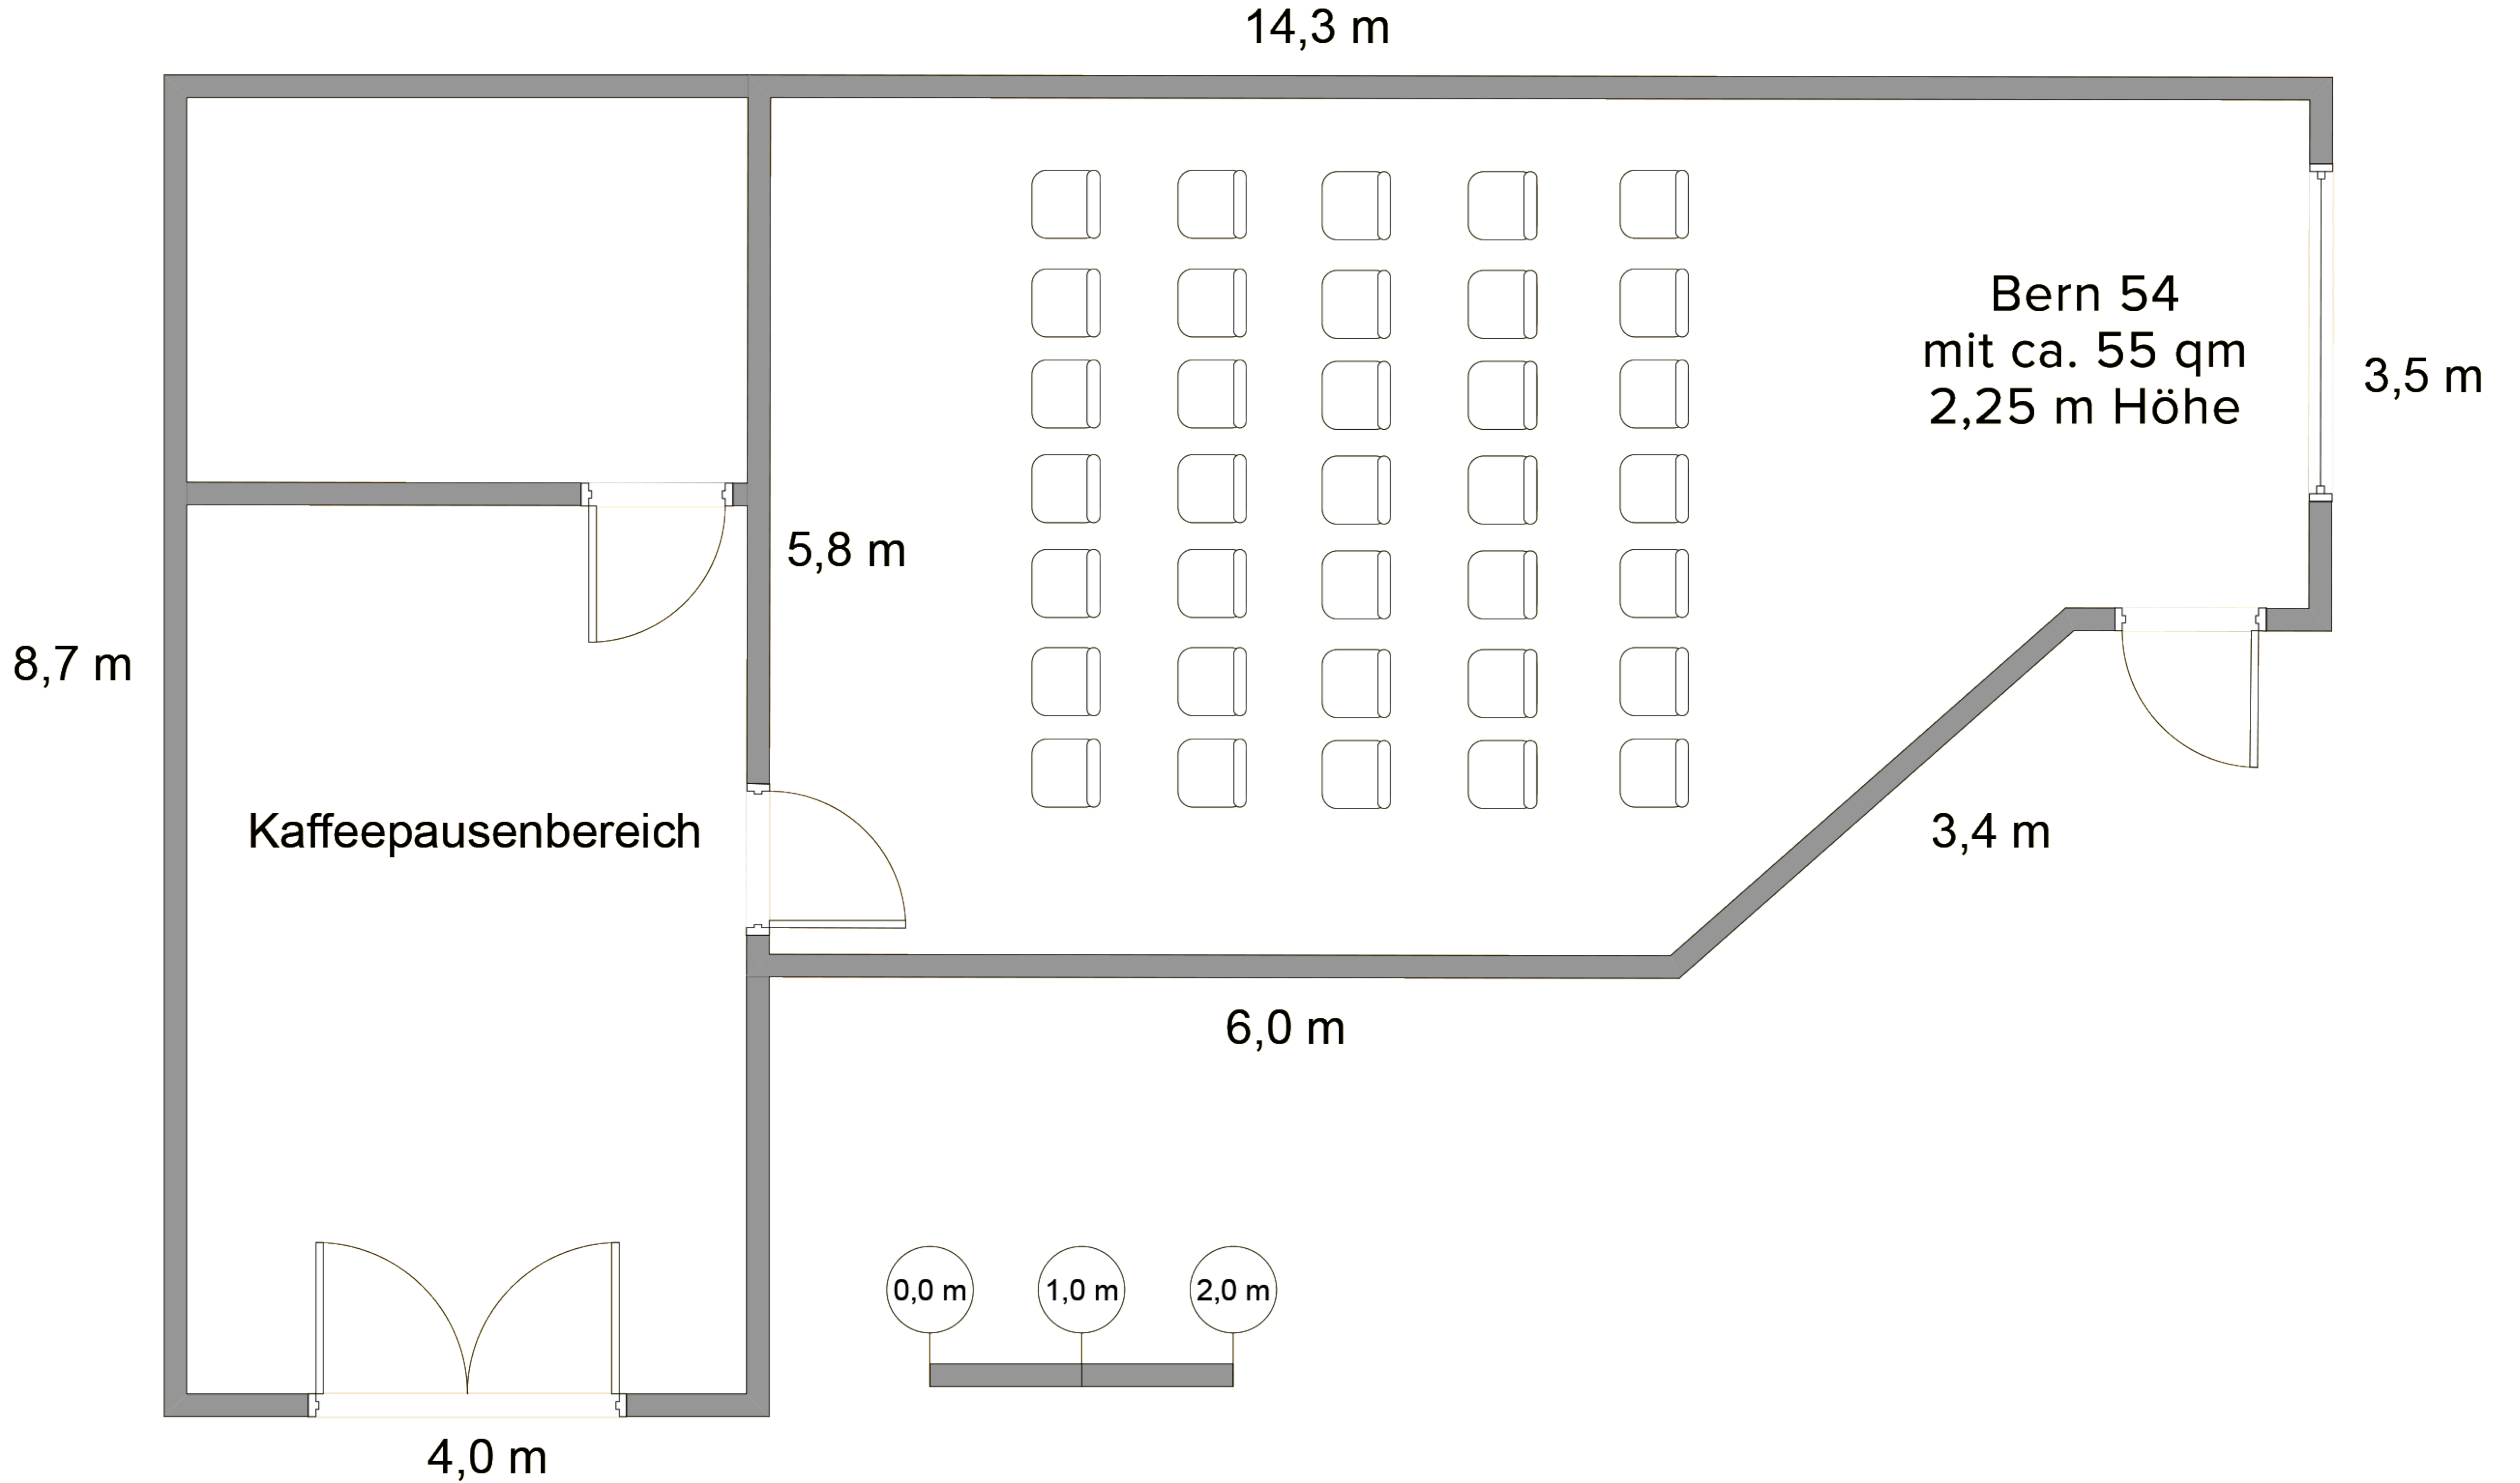 14,3 m
Bern 54
mit ca. 55 qm
2,25 m Höhe
3,5 m
5,8 m
8,7 m
Kaffeepausenbereich
3,4 m
6,0 m
0,0 m 1,0 m 2,0 m
4,0 m